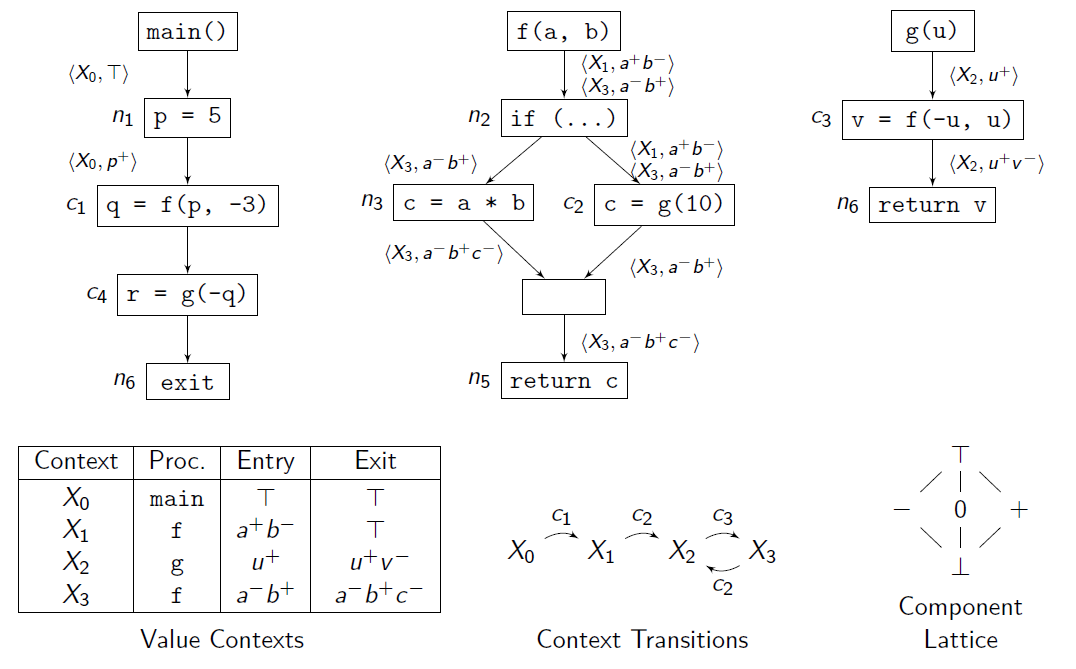 main()
⟨X₀, ⊤⟩
n₁ p = 5
⟨X₀, p⁺⟩
c₁ q = f(p, -3)
c₄ r = g(-q)
n₆ exit
f(a, b)
⟨X₁, a⁺b⁻⟩
⟨X₃, a⁻b⁺⟩
n₂ if (...)
⟨X₃, a⁻b⁺⟩
⟨X₁, a⁺b⁻⟩
⟨X₃, a⁻b⁺⟩
n₃ c = a * b
c₂ c = g(10)
⟨X₃, a⁻b⁺c⁻⟩
⟨X₃, a⁻b⁺⟩
⟨X₃, a⁻b⁺c⁻⟩
n₅ return c
g(u)
⟨X₂, u⁺⟩
c₃ v = f(-u, u)
⟨X₂, u⁺v⁻⟩
n₆ return v
Context Proc. Entry Exit
X₀ main ⊤ ⊤
X₁ f a⁺b⁻ ⊤
X₂ g u⁺ u⁺v⁻
X₃ f a⁻b⁺ a⁻b⁺c⁻
Value Contexts
c₁ c₂ c₃
X₀ X₁ X₂ X₃
c₂
Context Transitions
⊤
− 0 +
⊥
Component
Lattice